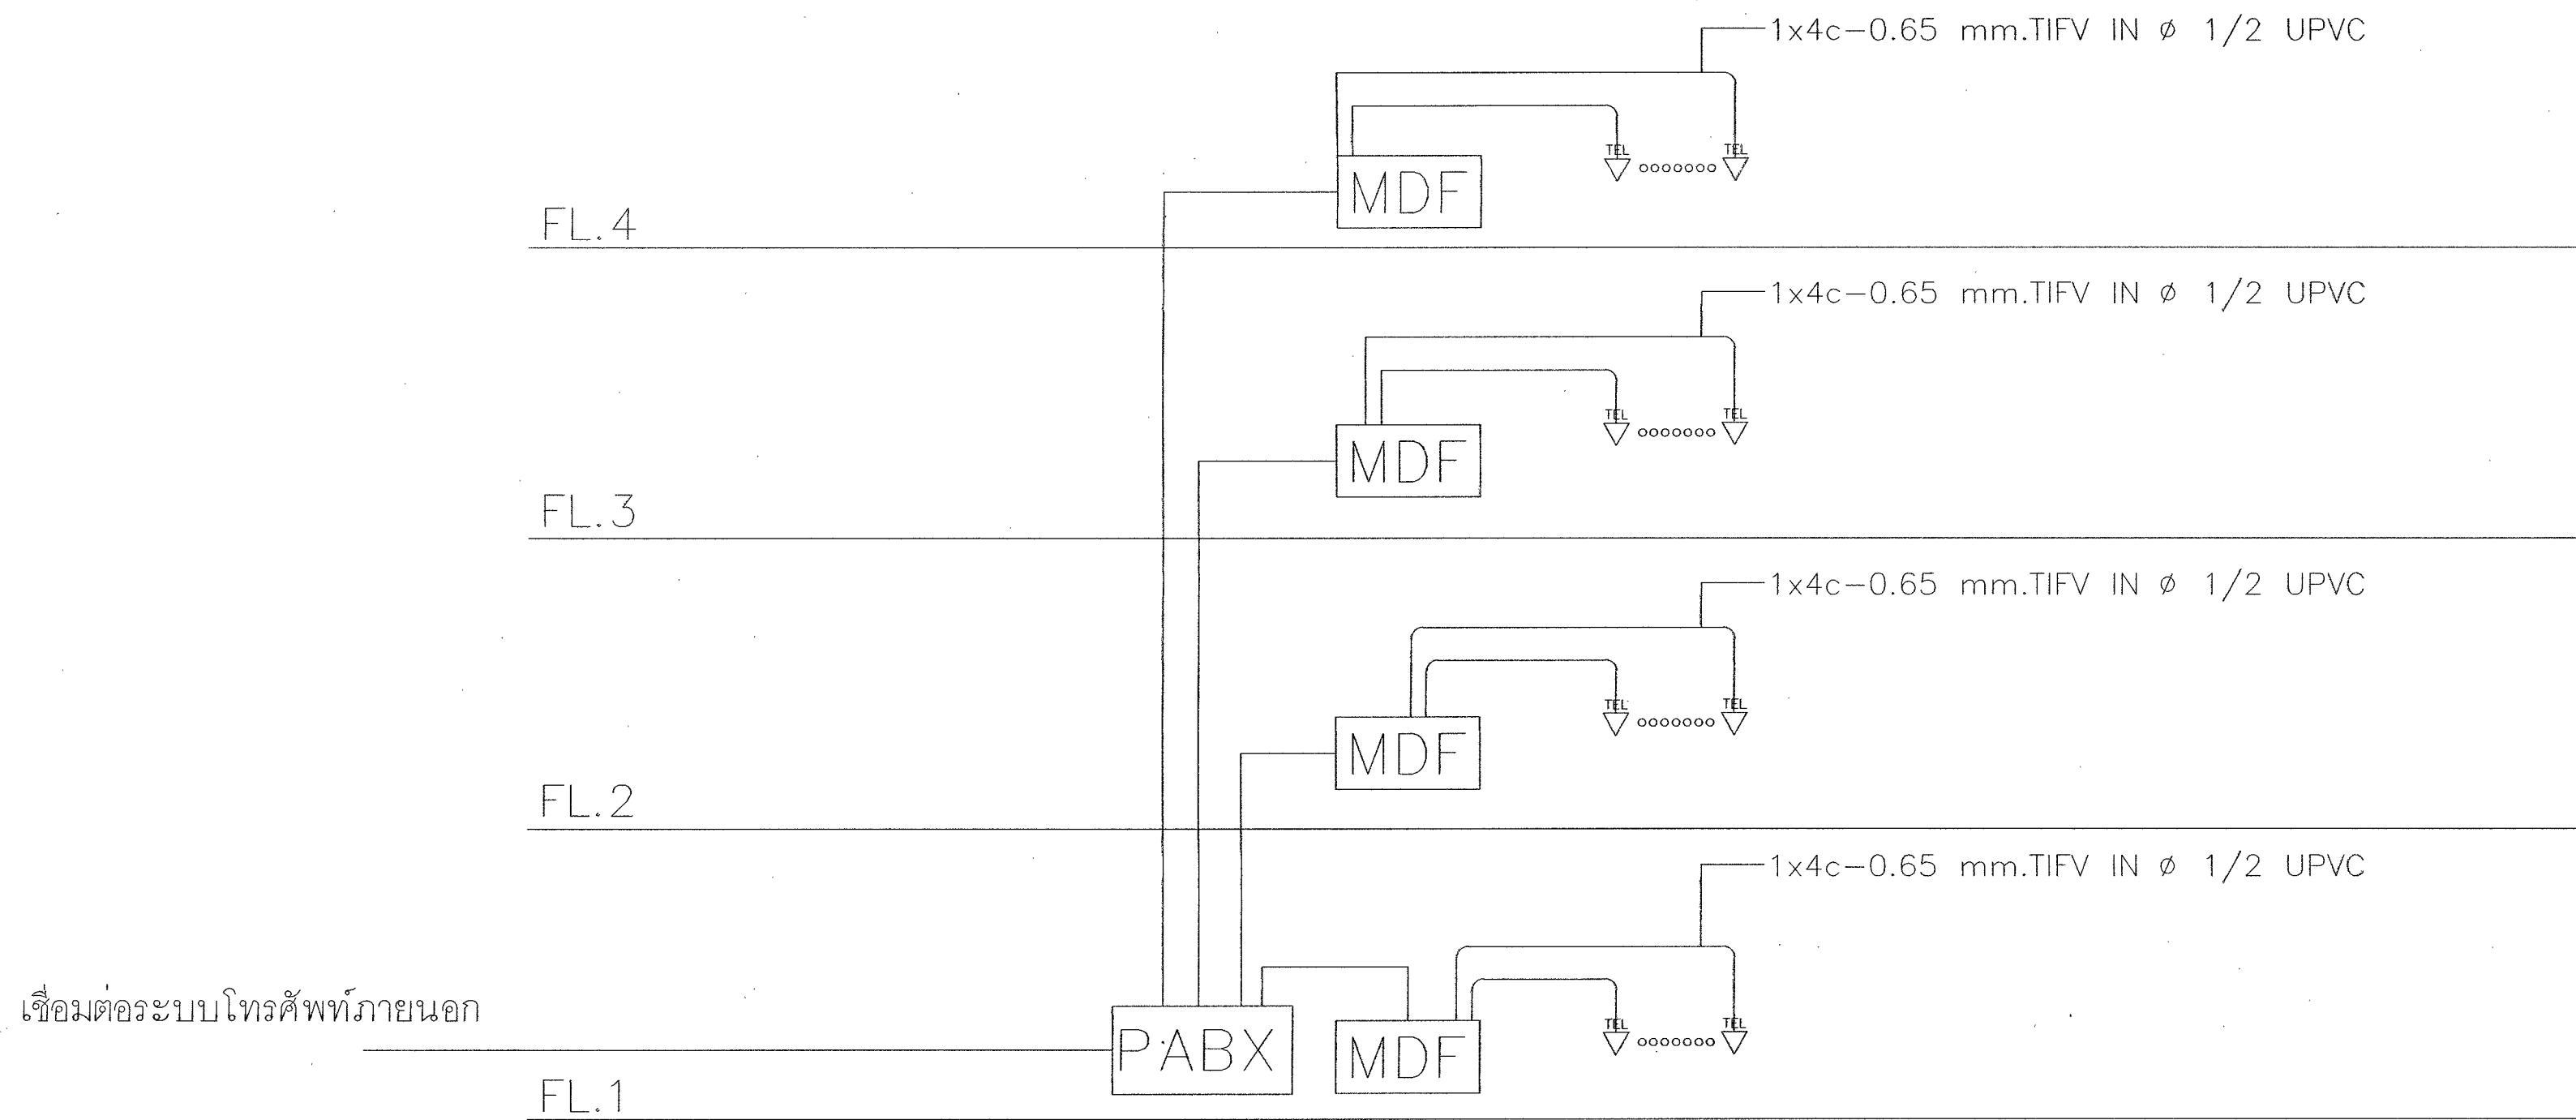 1x4c-0.65 mm.TIFV IN ø 1/2 UPVC
TEL TEL
MDF
FL.4
1x4c-0.65 mm.TIFV IN ø 1/2 UPVC
TEL TEL
MDF
FL.3
1x4c-0.65 mm.TIFV IN ø 1/2 UPVC
TEL TEL
MDF
FL.2
1x4c-0.65 mm.TIFV IN ø 1/2 UPVC
เชื่อมต่อระบบโทรศัพท์ภายนอก
TEL TEL
PABX MDF
FL.1